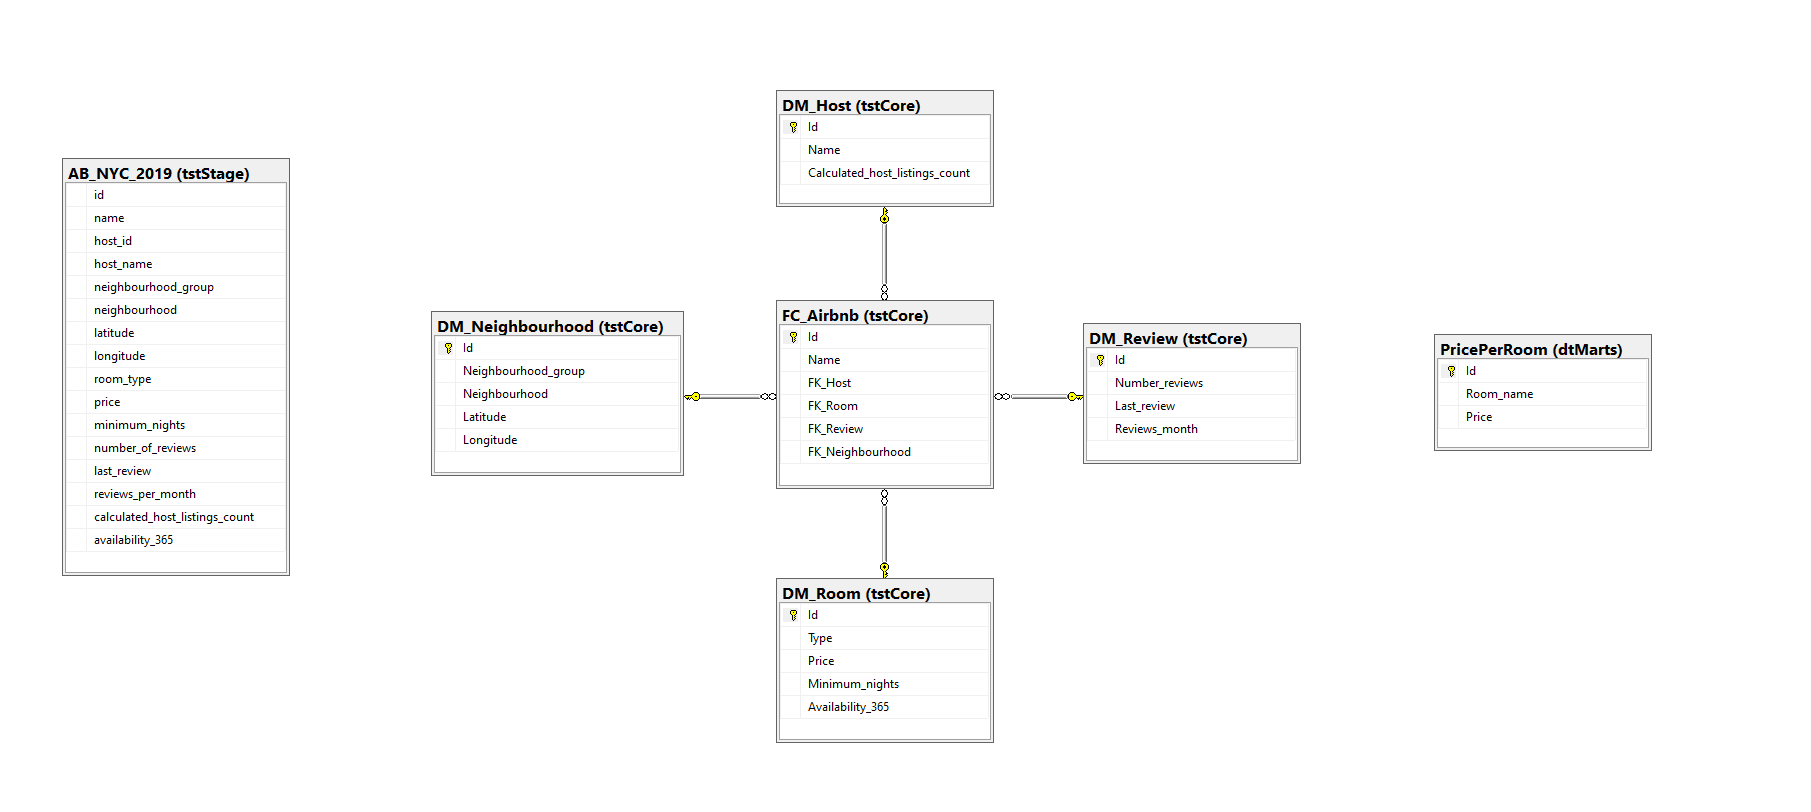 AB_NYC_2019 (tstStage)
id
name
host_id
host_name
neighbourhood_group
neighbourhood
latitude
longitude
room_type
price
minimum_nights
number_of_reviews
last_review
reviews_per_month
calculated_host_listings_count
availability_365
DM_Neighbourhood (tstCore)
Id
Neighbourhood_group
Neighbourhood
Latitude
Longitude
DM_Host (tstCore)
Id
Name
Calculated_host_listings_count
FC_Airbnb (tstCore)
Id
Name
FK_Host
FK_Room
FK_Review
FK_Neighbourhood
DM_Room (tstCore)
Id
Type
Price
Minimum_nights
Availability_365
DM_Review (tstCore)
Id
Number_reviews
Last_review
Reviews_month
PricePerRoom (dtMarts)
Id
Room_name
Price